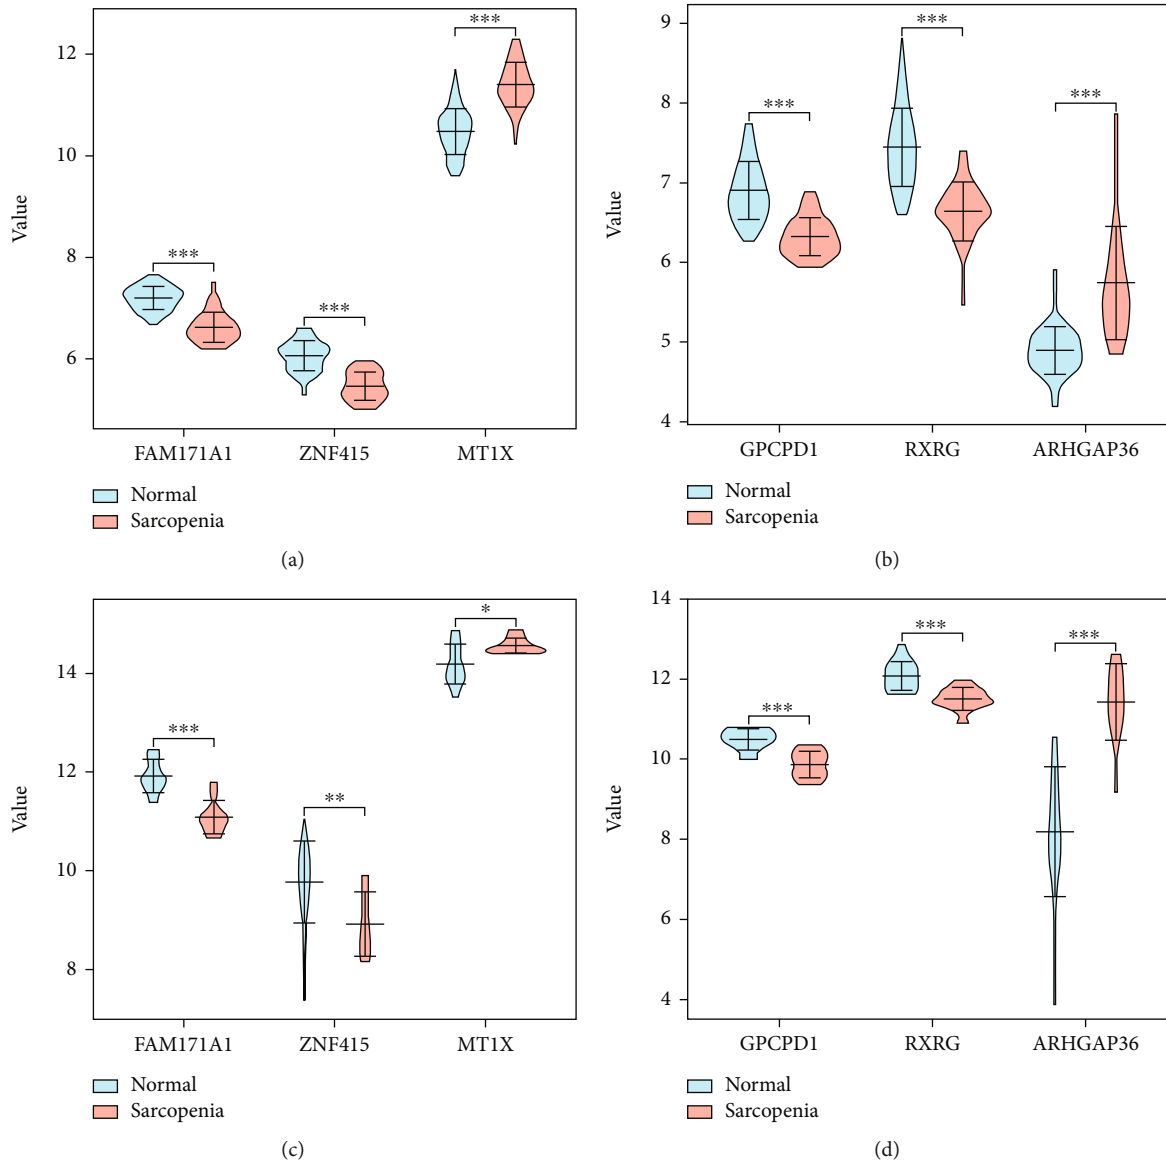 12
10
8
6
Value
***
***
***
FAM171A1 ZNF415 MT1X
Normal
Sarcopenia
(a)
9
8
7
6
5
4
Value
***
***
***
GPCPD1 RXRG ARHGAP36
Normal
Sarcopenia
(b)
14
12
10
8
Value
***
**
*
FAM171A1 ZNF415 MT1X
Normal
Sarcopenia
(c)
14
12
10
8
6
4
Value
***
***
***
GPCPD1 RXRG ARHGAP36
Normal
Sarcopenia
(d)